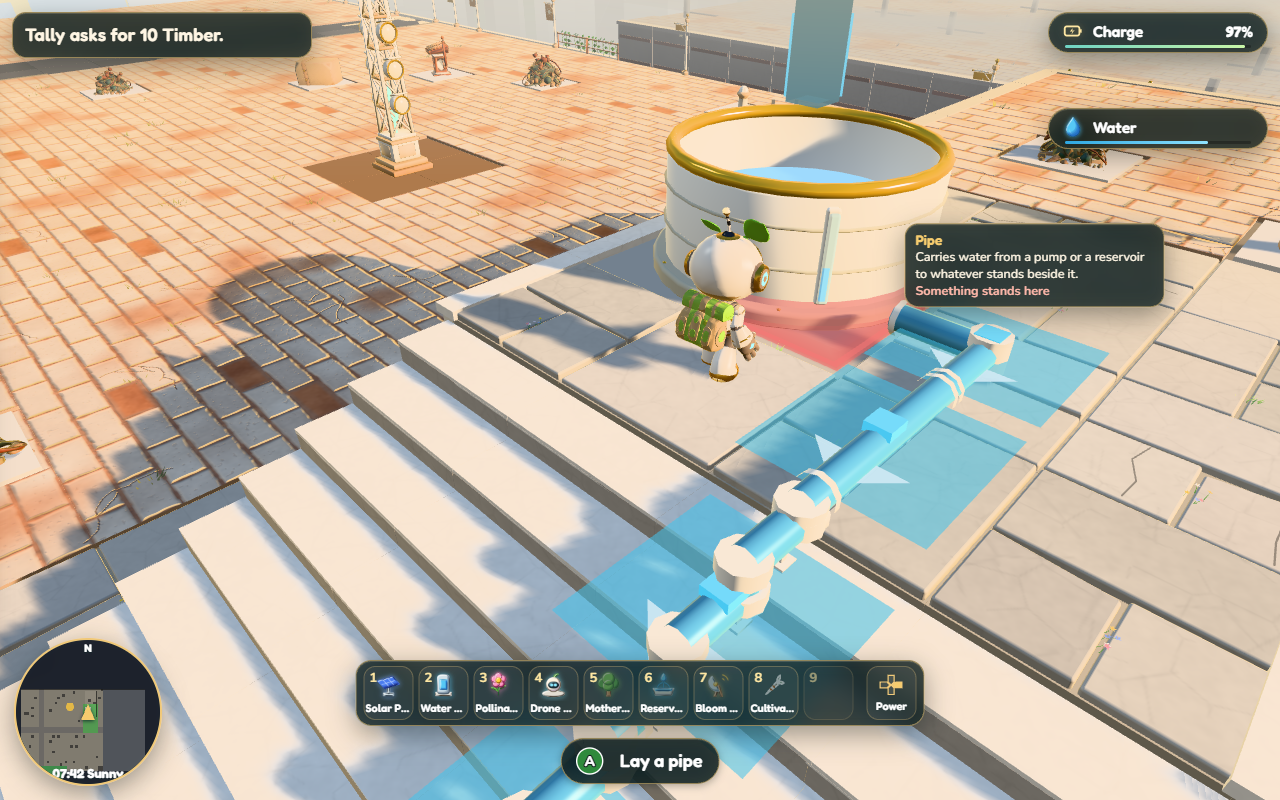 Tally asks for 10 Timber.
Charge 97%
Water
Pipe
Carries water from a pump or a reservoir
to whatever stands beside it.
Something stands here
N
07:42 Sunny
1 2 3 4 5 6 7 8 9
Solar P... Water ... Pollina... Drone ... Mother... Reserv... Bloom ... Cultiva... Power
A Lay a pipe